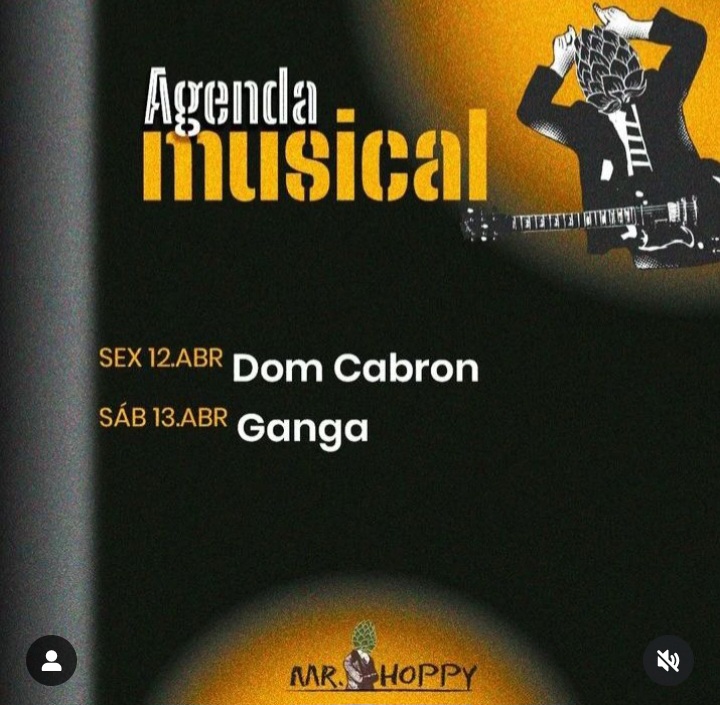 Agenda
musical
SEX 12.ABR Dom Cabron
SÁB 13.ABR Ganga
MR. HOPPY